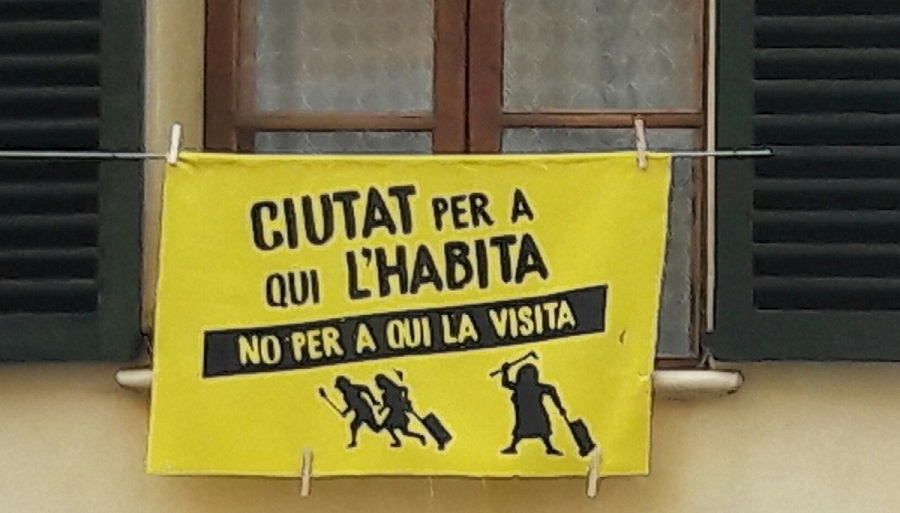 CIUTAT PER A
QUI L'HABITA
NO PER A QUI LA VISITA